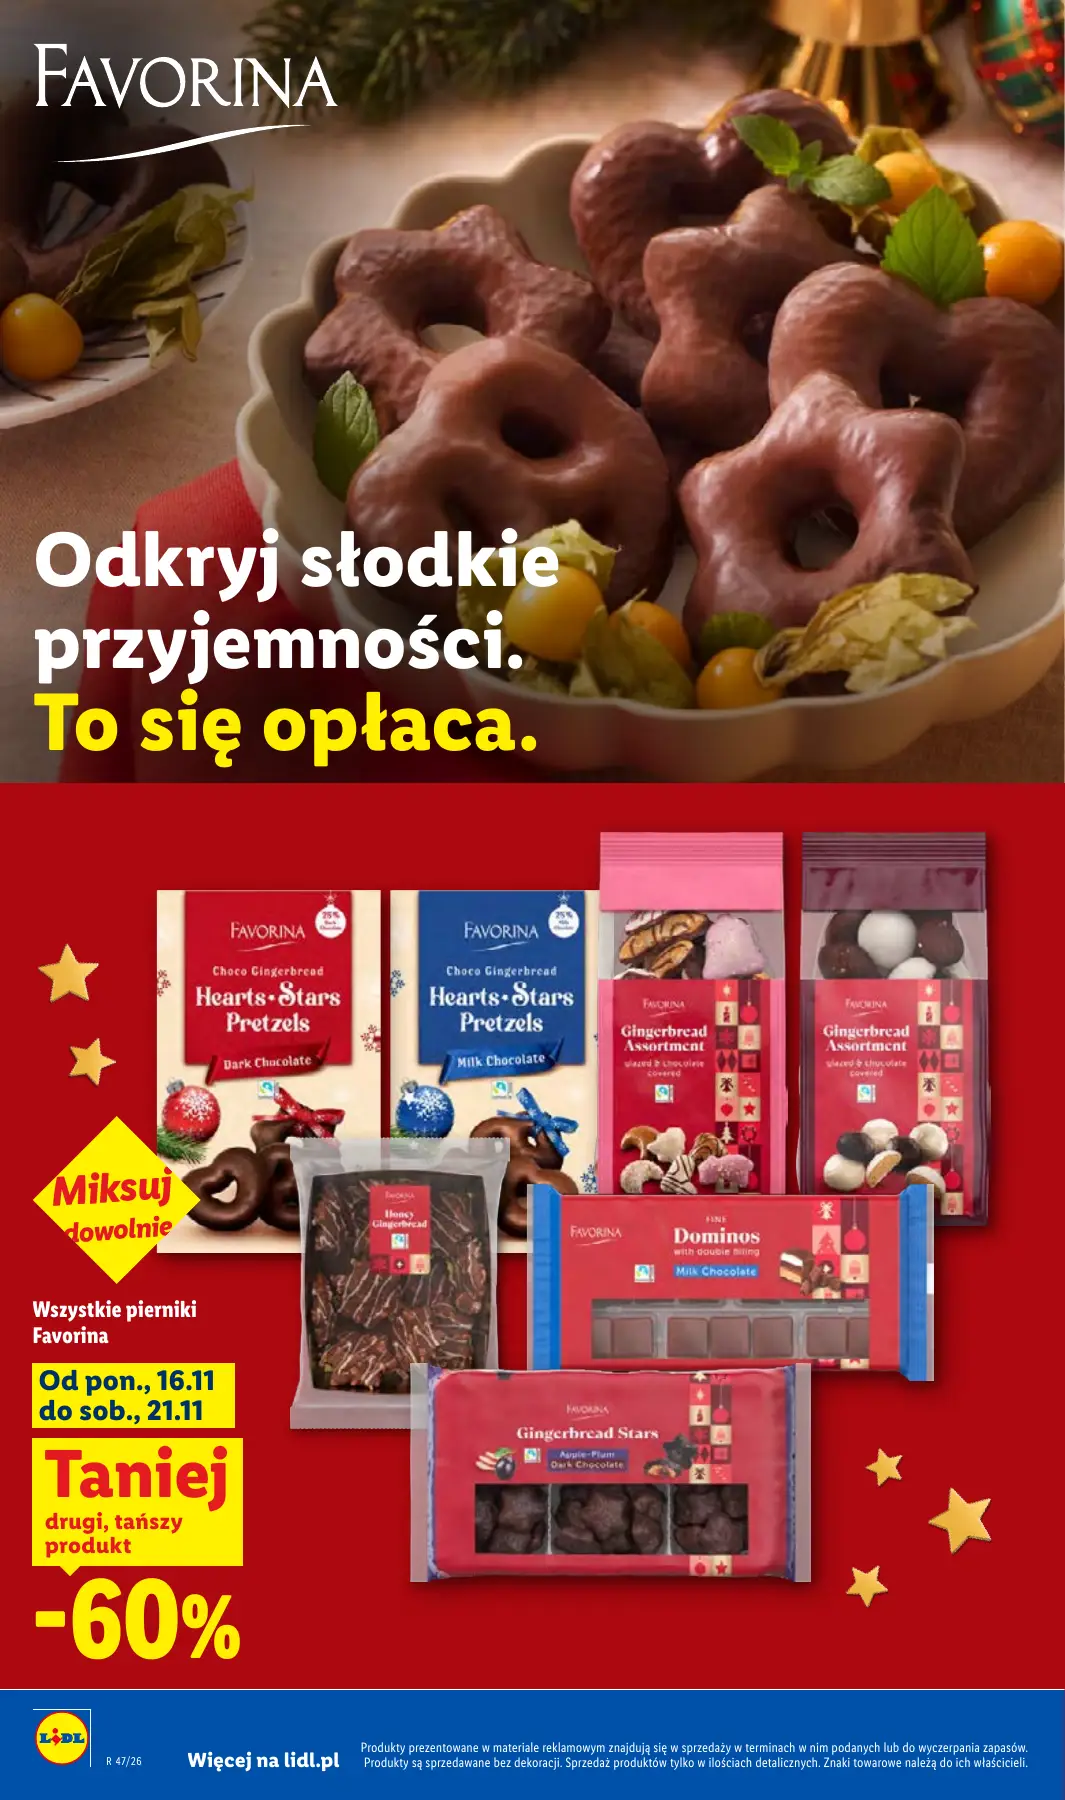 FAVORINA
Odkryj słodkie
przyjemności.
To się opłaca.
25%
FAVORINA
Choco Gingerbread
Hearts•Stars
Pretzels
Dark Chocolate
25%
FAVORINA
Choco Gingerbread
Hearts•Stars
Pretzels
Milk Chocolate
FAVORINA
Gingerbread
Assortment
glazed & chocolate
covered
FAVORINA
Gingerbread
Assortment
glazed & chocolate
covered
Miksuj
dowolnie
FAVORINA
Honey
Gingerbread
FAVORINA
FINE
Dominos
with double filling
Milk Chocolate
FAVORINA
Gingerbread Stars
Apple-Plum
Dark Chocolate
Wszystkie pierniki
Favorina
Od pon., 16.11
do sob., 21.11
Taniej
drugi, tańszy
produkt
-60%
LIDL
R 47/26
Więcej na lidl.pl
Produkty prezentowane w materiale reklamowym znajdują się w sprzedaży w terminach w nim podanych lub do wyczerpania zapasów.
Produkty są sprzedawane bez dekoracji. Sprzedaż produktów tylko w ilościach detalicznych. Znaki towarowe należą do ich właścicieli.